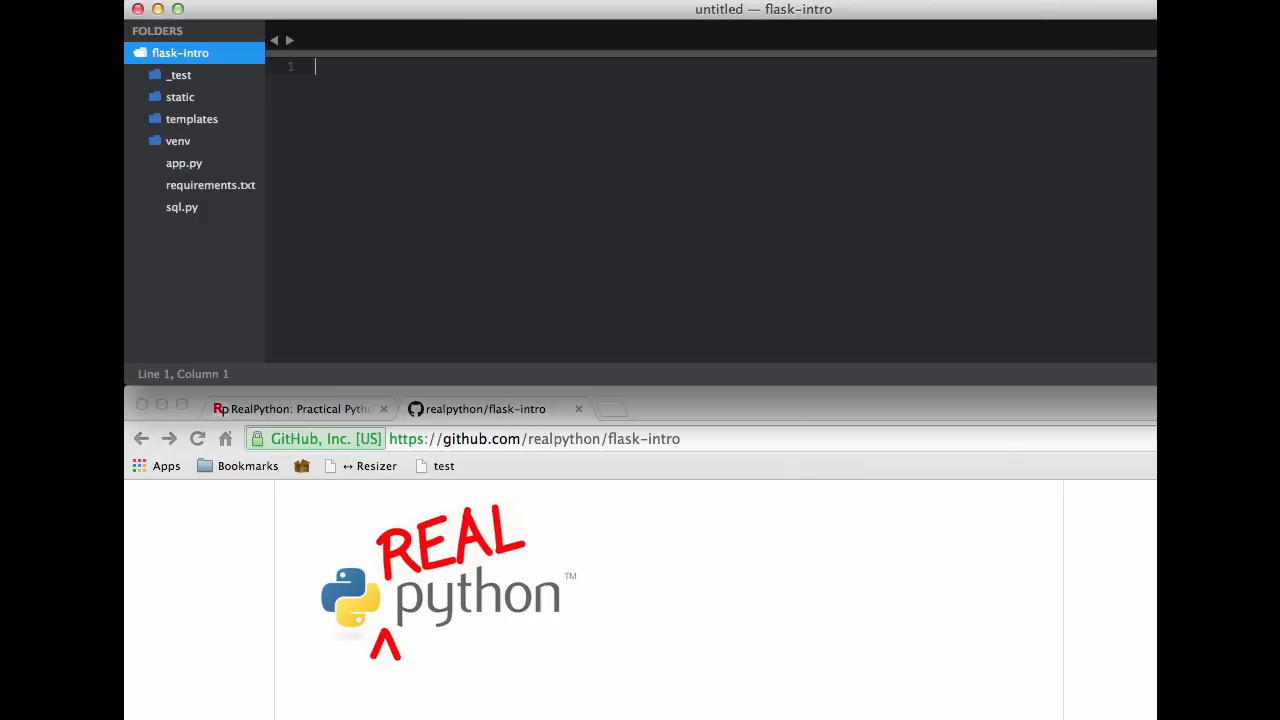 untitled — flask-intro
FOLDERS
flask-intro
_test
static
templates
venv
app.py
requirements.txt
sql.py
1
Line 1, Column 1
RealPython: Practical Pytho
realpython/flask-intro
GitHub, Inc. [US] https://github.com/realpython/flask-intro
Apps Bookmarks ↔ Resizer test
REAL
python™